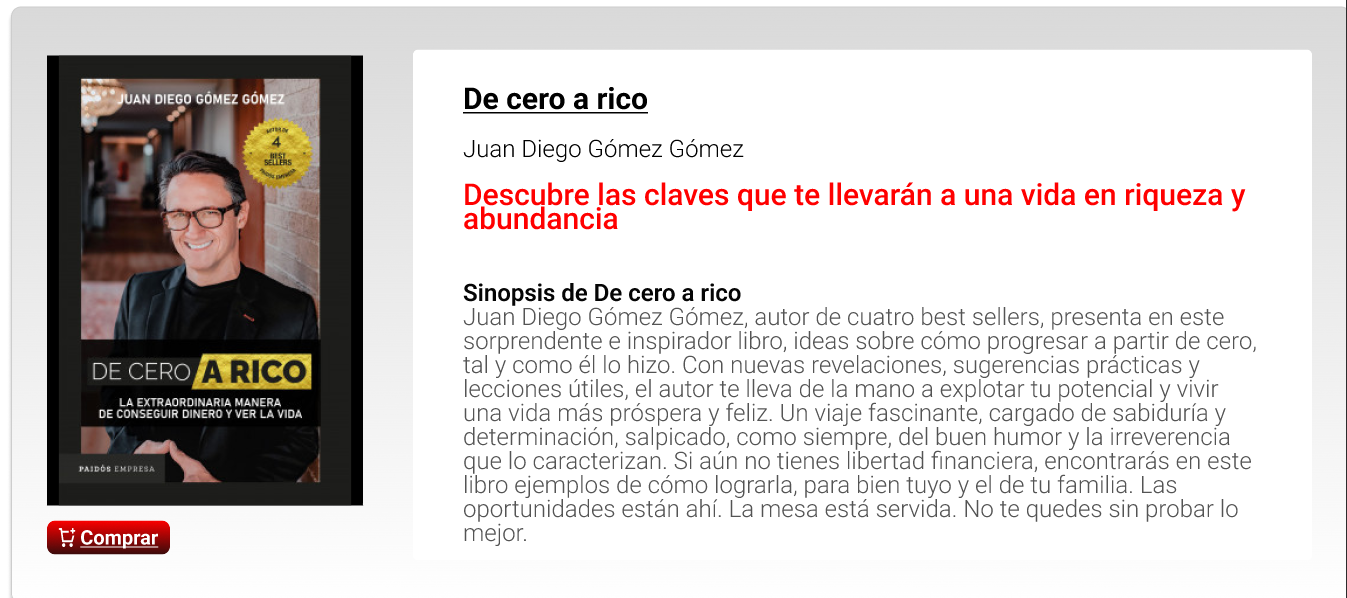 JUAN DIEGO GÓMEZ GÓMEZ
AUTOR DE
4
BEST
SELLERS
PAIDÓS EMPRESA
DE CERO A RICO
LA EXTRAORDINARIA MANERA
DE CONSEGUIR DINERO Y VER LA VIDA
PAIDÓS EMPRESA
Comprar
De cero a rico
Juan Diego Gómez Gómez
Descubre las claves que te llevarán a una vida en riqueza y
abundancia
Sinopsis de De cero a rico
Juan Diego Gómez Gómez, autor de cuatro best sellers, presenta en este
sorprendente e inspirador libro, ideas sobre cómo progresar a partir de cero,
tal y como él lo hizo. Con nuevas revelaciones, sugerencias prácticas y
lecciones útiles, el autor te lleva de la mano a explotar tu potencial y vivir
una vida más próspera y feliz. Un viaje fascinante, cargado de sabiduría y
determinación, salpicado, como siempre, del buen humor y la irreverencia
que lo caracterizan. Si aún no tienes libertad financiera, encontrarás en este
libro ejemplos de cómo lograrla, para bien tuyo y el de tu familia. Las
oportunidades están ahí. La mesa está servida. No te quedes sin probar lo
mejor.